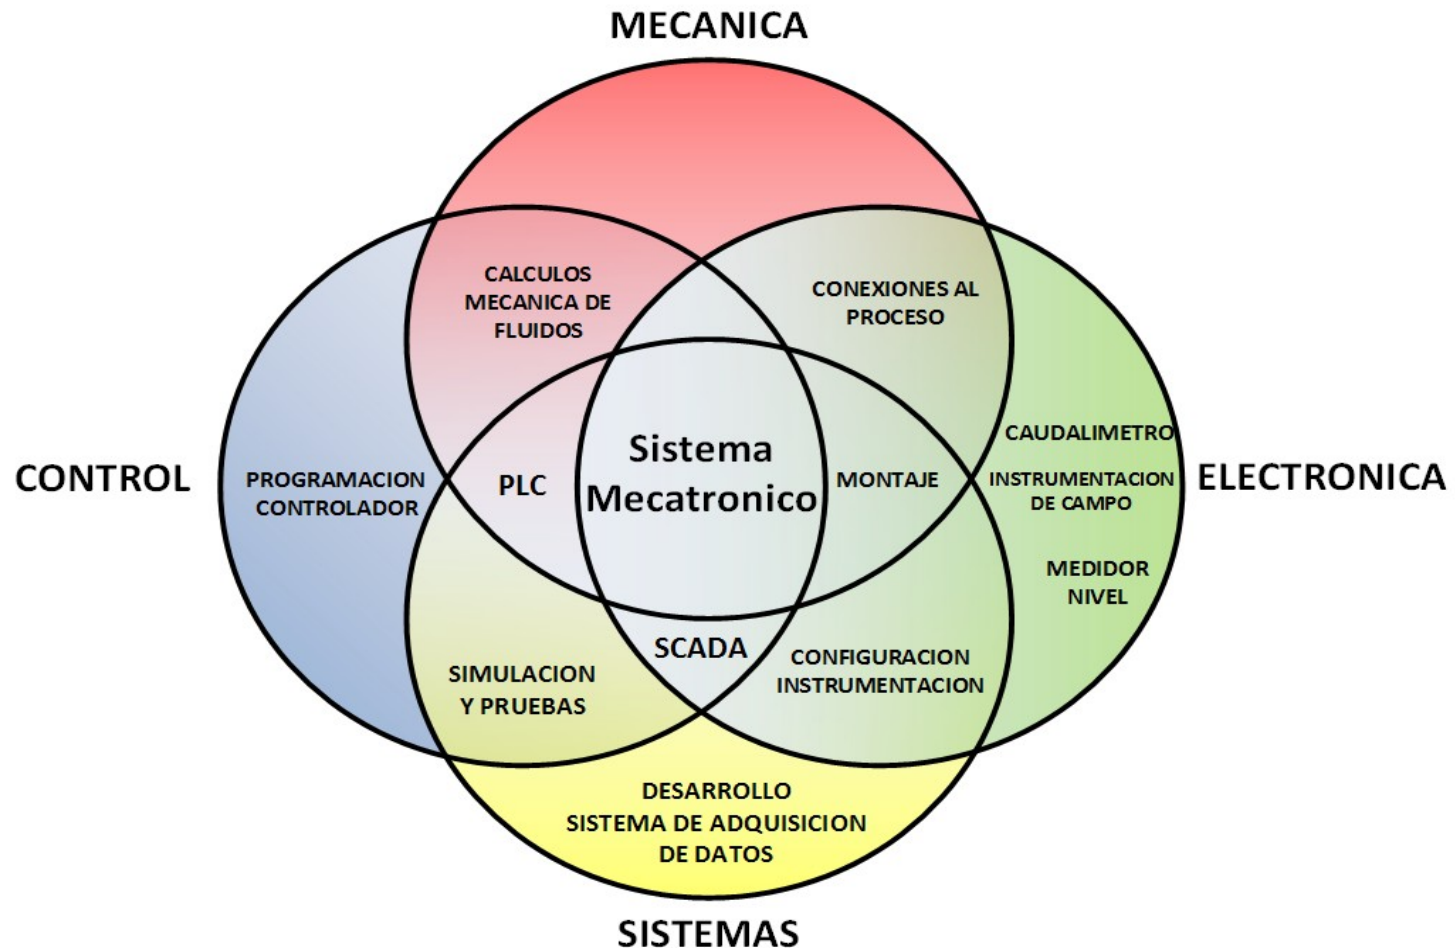 MECANICA
CALCULOS
MECANICA DE
FLUIDOS
CONEXIONES AL
PROCESO
CONTROL
PROGRAMACION
CONTROLADOR
PLC
Sistema
Mecatronico
MONTAJE
CAUDALIMETRO
INSTRUMENTACION
DE CAMPO
MEDIDOR
NIVEL
ELECTRONICA
SIMULACION
Y PRUEBAS
SCADA
CONFIGURACION
INSTRUMENTACION
DESARROLLO
SISTEMA DE ADQUISICION
DE DATOS
SISTEMAS